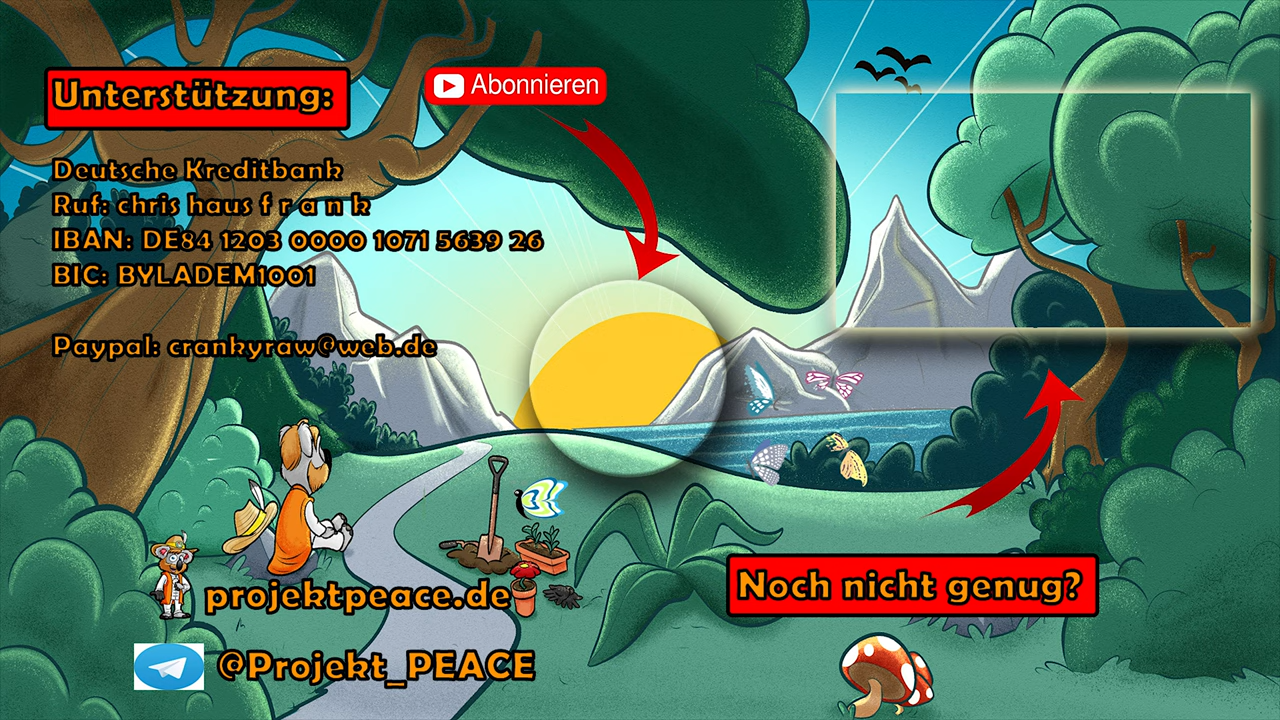 Unterstützung:
Abonnieren
Deutsche Kreditbank
Ruf: chris haus f r a n k
IBAN: DE84 1203 0000 1071 5639 26
BIC: BYLADEM1001
Paypal: crankyraw@web.de
projektpeace.de
Noch nicht genug?
@Projekt_PEACE